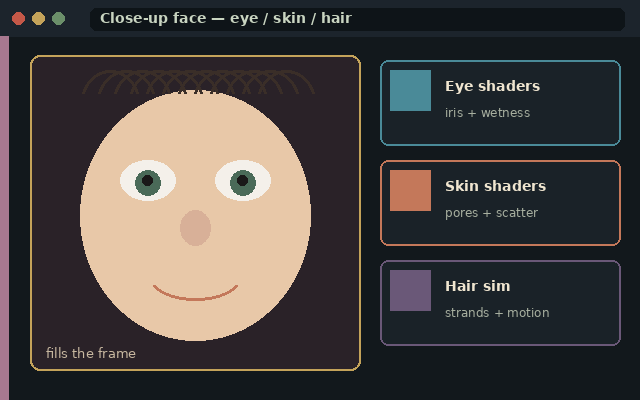 Close-up face — eye / skin / hair
fills the frame
Eye shaders
iris + wetness
Skin shaders
pores + scatter
Hair sim
strands + motion